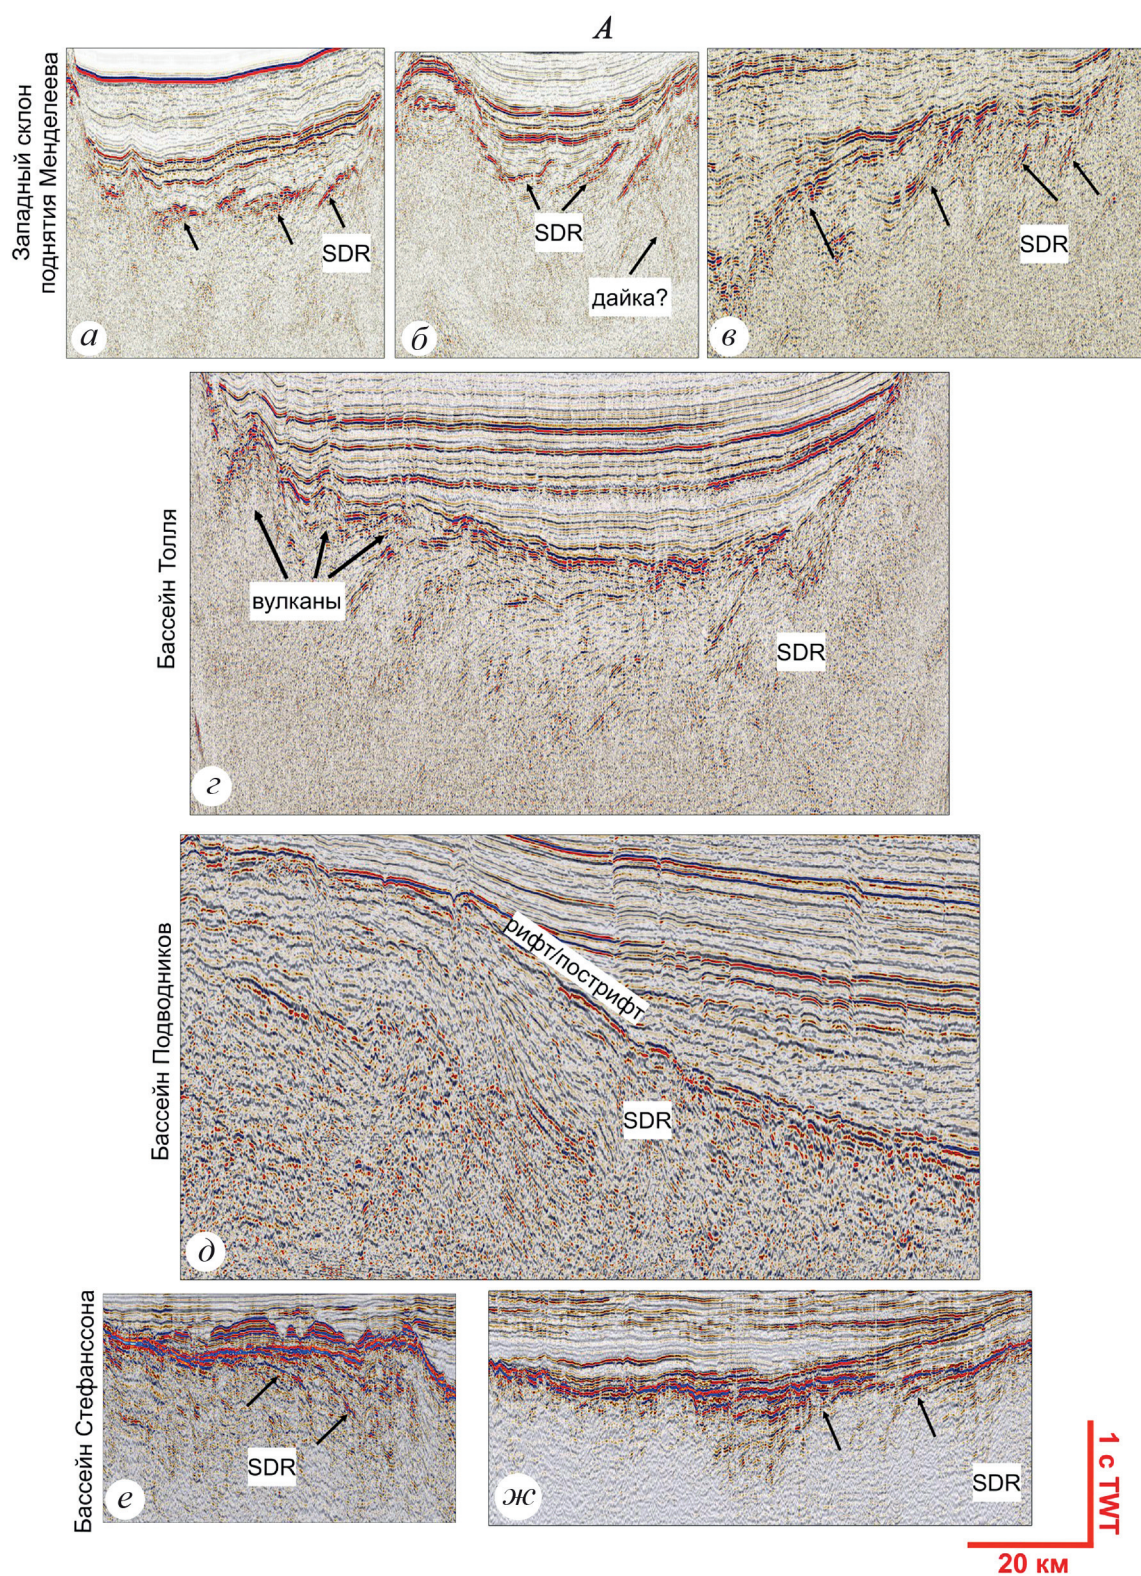 А
Западный склон
поднятия Менделеева
SDR
а
SDR
дайка?
б
SDR
в
Бассейн Толля
вулканы
SDR
г
Бассейн Подводников
рифт/пострифт
SDR
д
Бассейн Стефанссона
SDR
е
SDR
ж
1 с TWT
20 км